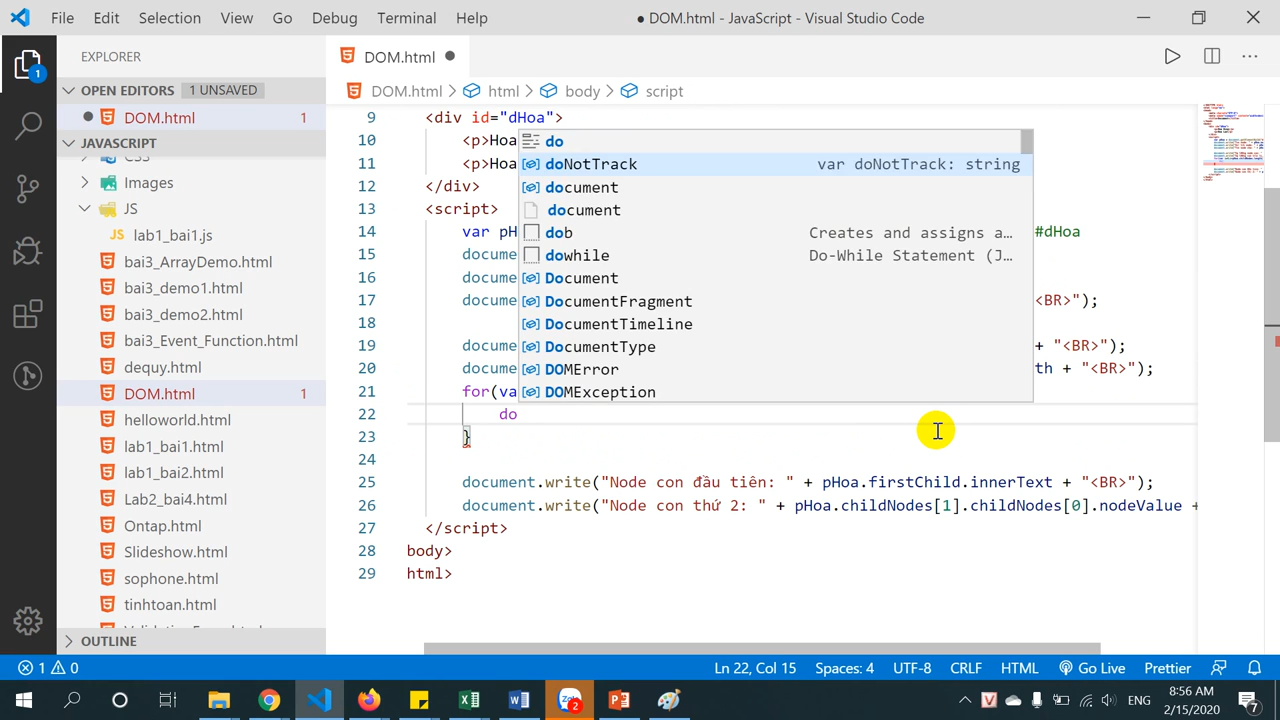 File Edit Selection View Go Debug Terminal Help
● DOM.html - JavaScript - Visual Studio Code
EXPLORER
OPEN EDITORS 1 UNSAVED
DOM.html 1
JAVASCRIPT
CSS
Images
JS
JS lab1_bai1.js
bai3_ArrayDemo.html
bai3_demo1.html
bai3_demo2.html
bai3_Event_Function.html
dequy.html
DOM.html 1
helloworld.html
lab1_bai1.html
lab1_bai2.html
Lab2_bai4.html
Ontap.html
Slideshow.html
sophone.html
tinhtoan.html
OUTLINE
1
DOM.html ●
DOM.html > html > body > script
9 <div id="dHoa">
10 <p>Hoa
11 <p>Hoa
12 </div>
13 <script>
14 var pH #dHoa
15 docume
16 docume
17 docume <BR>");
18
19 docume + "<BR>");
20 docume th + "<BR>");
21 for(va
22 do
23 }
24
25 document.write("Node con đầu tiên: " + pHoa.firstChild.innerText + "<BR>");
26 document.write("Node con thứ 2: " + pHoa.childNodes[1].childNodes[0].nodeValue +
27 </script>
28 body>
29 html>
do
doNotTrack var doNotTrack: string
document
document
dob Creates and assigns a…
dowhile Do-While Statement (J…
Document
DocumentFragment
DocumentTimeline
DocumentType
DOMError
DOMException
1 0 Ln 22, Col 15 Spaces: 4 UTF-8 CRLF HTML Go Live Prettier
2 ENG 8:56 AM
2/15/2020 7